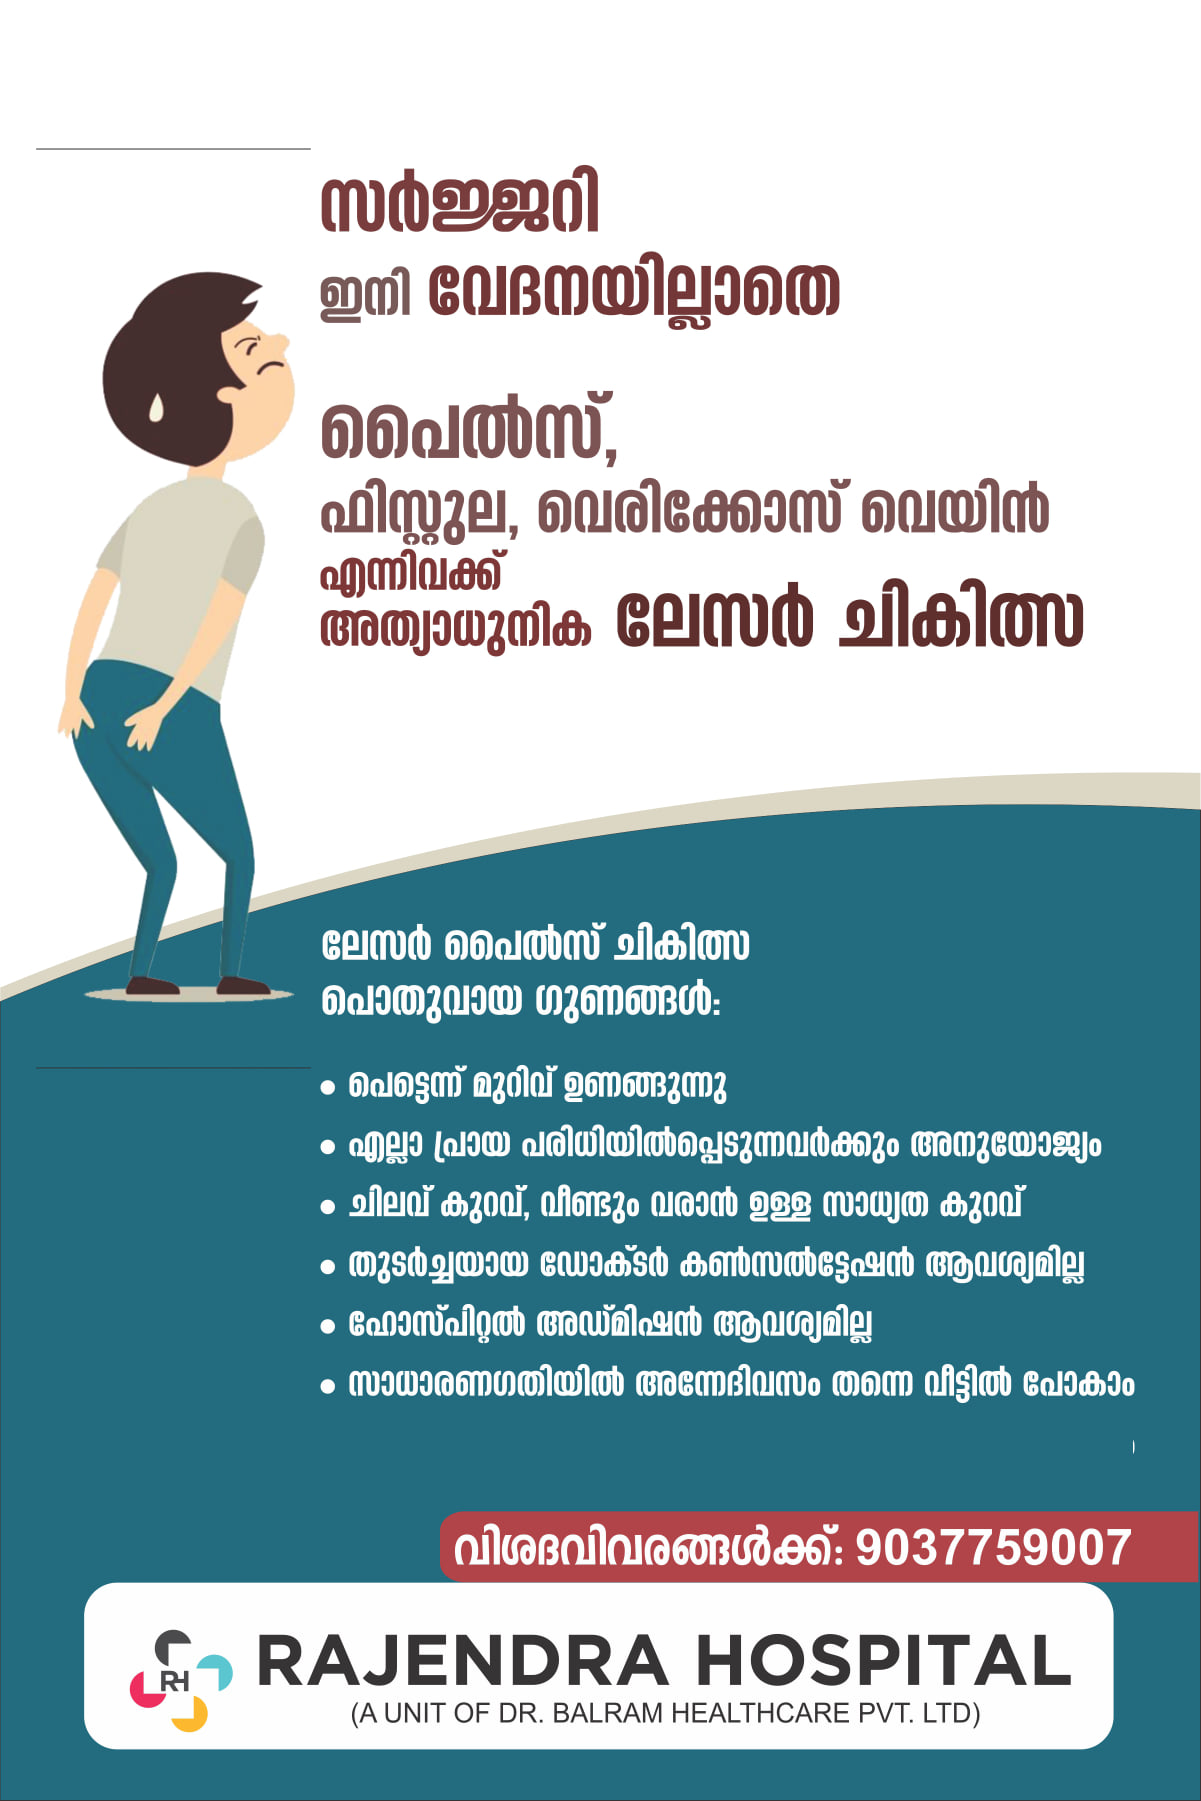 സർജ്ജറി
ഇനി വേദനയില്ലാതെ
പൈൽസ്,
ഫിസ്റ്റുല, വെരിക്കോസ് വെയിൻ
എന്നിവക്ക്
അത്യാധുനിക ലേസർ ചികിത്സ
ലേസർ പൈൽസ് ചികിത്സ
പൊതുവായ ഗുണങ്ങൾ:
• പെട്ടെന്ന് മുറിവ് ഉണങ്ങുന്നു
• എല്ലാ പ്രായ പരിധിയിൽപ്പെടുന്നവർക്കും അനുയോജ്യം
• ചിലവ് കുറവ്, വീണ്ടും വരാൻ ഉള്ള സാധ്യത കുറവ്
• തുടർച്ചയായ ഡോക്ടർ കൺസൽട്ടേഷൻ ആവശ്യമില്ല
• ഹോസ്പിറ്റൽ അഡ്മിഷൻ ആവശ്യമില്ല
• സാധാരണഗതിയിൽ അന്നേദിവസം തന്നെ വീട്ടിൽ പോകാം
വിശദവിവരങ്ങൾക്ക്: 9037759007
RH RAJENDRA HOSPITAL
(A UNIT OF DR. BALRAM HEALTHCARE PVT. LTD)